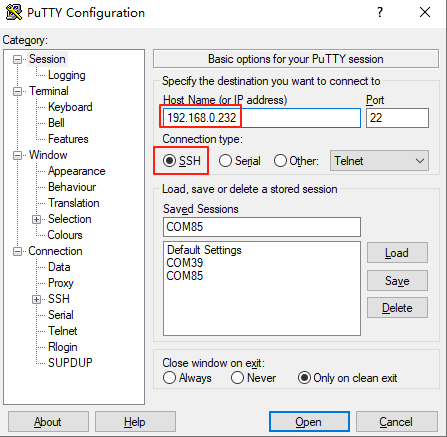 PuTTY Configuration
Category:
Session
Logging
Terminal
Keyboard
Bell
Features
Window
Appearance
Behaviour
Translation
Selection
Colours
Connection
Data
Proxy
SSH
Serial
Telnet
Rlogin
SUPDUP
Basic options for your PuTTY session
Specify the destination you want to connect to
Host Name (or IP address) Port
192.168.0.232 22
Connection type:
SSH Serial Other: Telnet
Load, save or delete a stored session
Saved Sessions
COM85
Default Settings
COM39
COM85
Load
Save
Delete
Close window on exit:
Always Never Only on clean exit
About Help Open Cancel